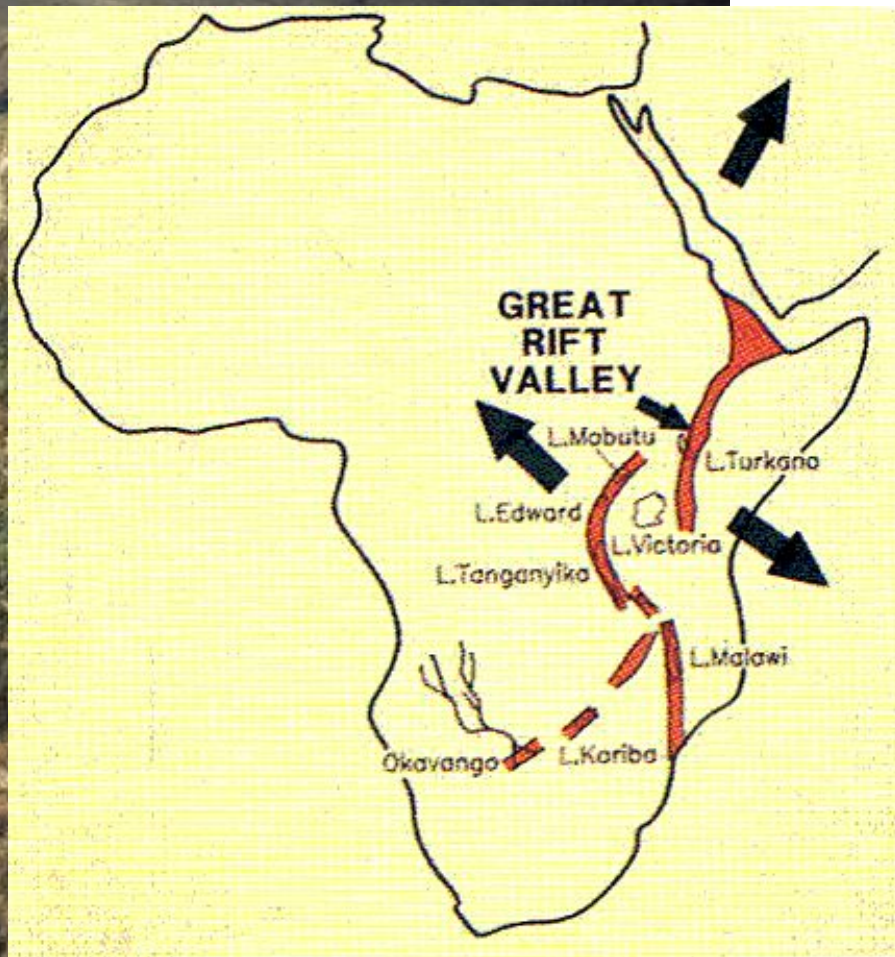 GREAT
RIFT
VALLEY
L.Mobutu
L.Turkana
L.Edward
L.Victoria
L.Tanganyika
L.Malawi
Okavango
L.Kariba